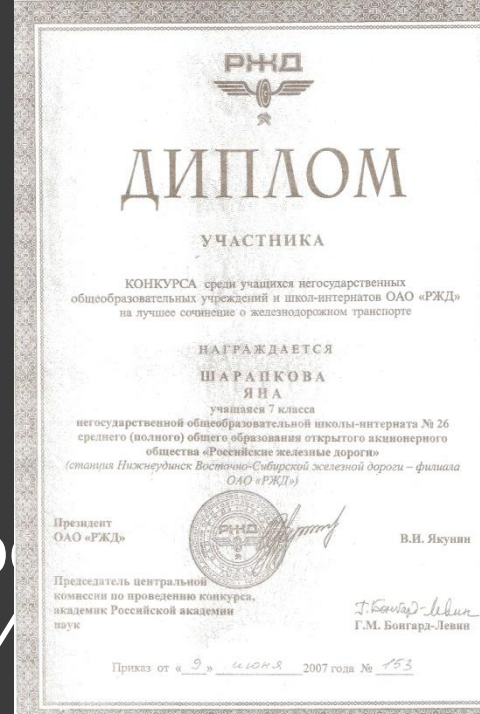 РЖД
ДИПЛОМ
УЧАСТНИКА
КОНКУРСА среди учащихся негосударственных
общеобразовательных учреждений и школ-интернатов ОАО «РЖД»
на лучшее сочинение о железнодорожном транспорте
НАГРАЖДАЕТСЯ
ШАРАПКОВА
ЯНА
учащаяся 7 класса
негосударственной общеобразовательной школы-интерната № 26
среднего (полного) общего образования открытого акционерного
общества «Российские железные дороги»
(станция Нижнеудинск Восточно-Сибирской железной дороги – филиала
ОАО «РЖД»)
Президент
ОАО «РЖД»
РЖД
В.И. Якунин
Председатель центральной
комиссии по проведению конкурса,
академик Российской академии
наук
Г. Бонгард-Левин
Г.М. Бонгард-Левин
Приказ от « 9 » июня 2007 года № 153